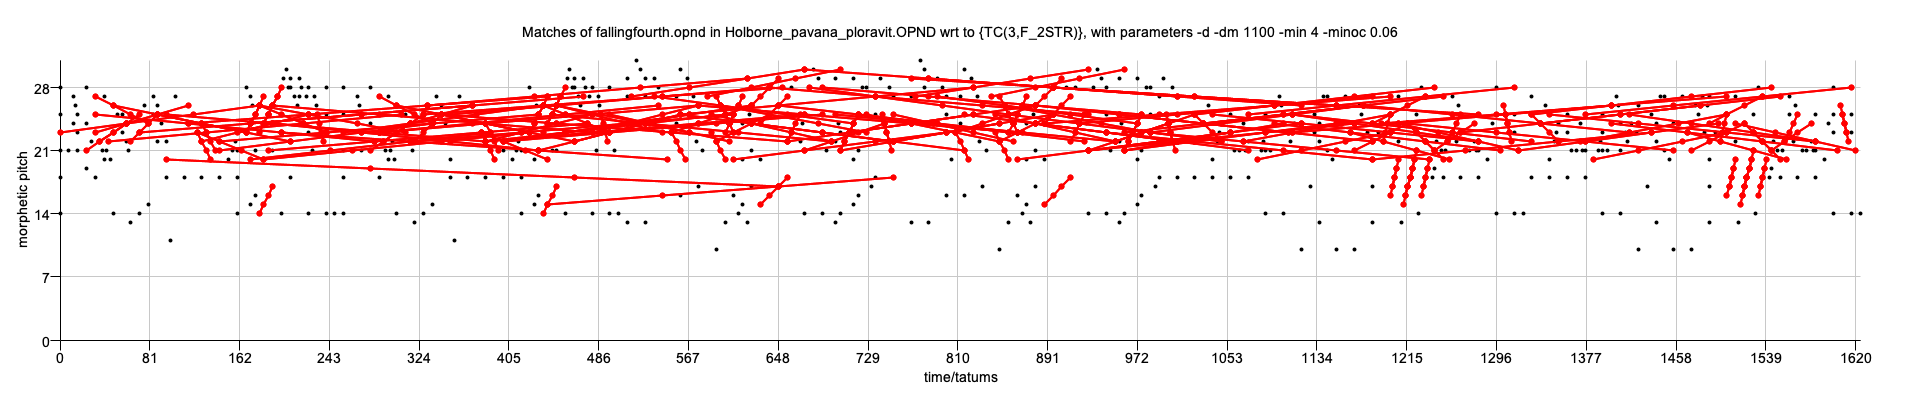 Matches of fallingfourth.opnd in Holborne_pavana_ploravit.OPND wrt to {TC(3,F_2STR)}, with parameters -d -dm 1100 -min 4 -minoc 0.06
morphetic pitch
28
21
14
7
0
0 81 162 243 324 405 486 567 648 729 810 891 972 1053 1134 1215 1296 1377 1458 1539 1620
time/tatums